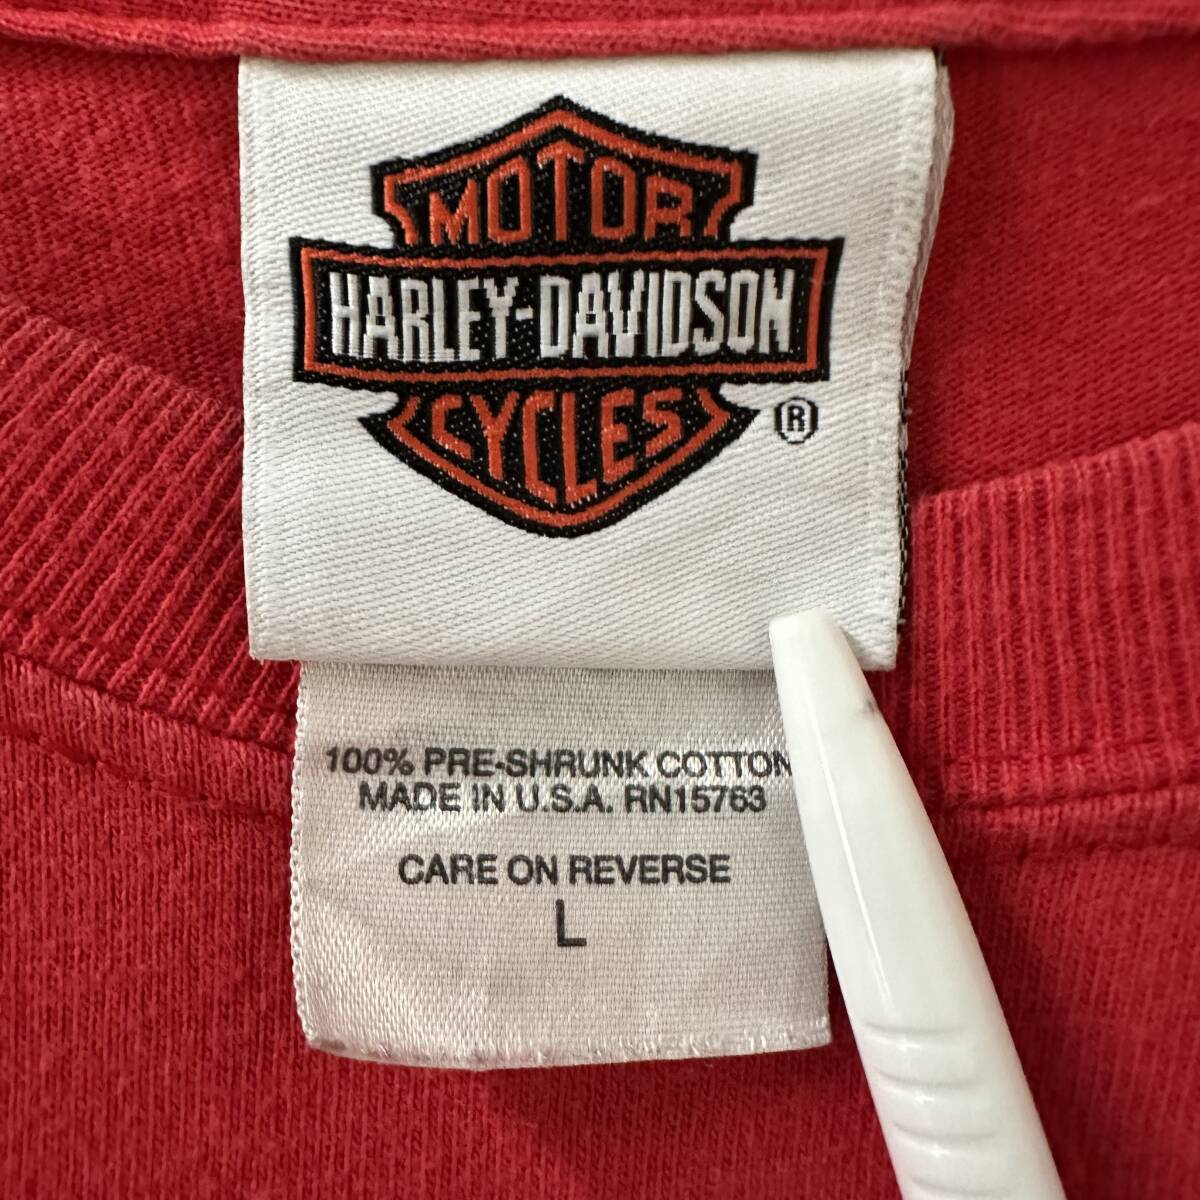 MOTOR
HARLEY-DAVIDSON
CYCLES
®
100% PRE-SHRUNK COTTON
MADE IN U.S.A. RN15763
CARE ON REVERSE
L